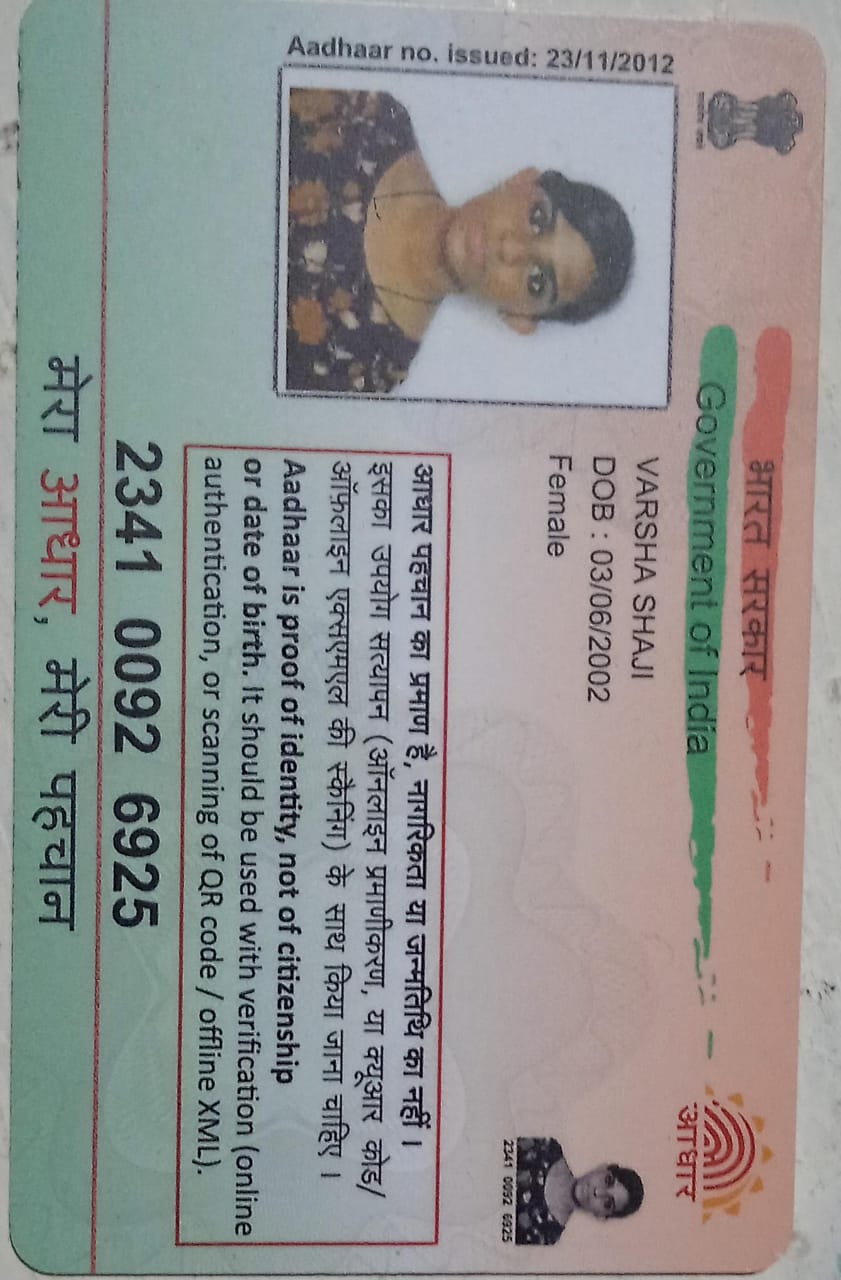 भारत सरकार
Government of India
आधार
Aadhaar no. issued: 23/11/2012
VARSHA SHAJI
DOB : 03/06/2002
Female
2341 0092 6925
आधार पहचान का प्रमाण है, नागरिकता या जन्मतिथि का नहीं ।
इसका उपयोग सत्यापन (ऑनलाइन प्रमाणीकरण, या क्यूआर कोड/
ऑफ़लाइन एक्सएमएल की स्कैनिंग) के साथ किया जाना चाहिए ।
Aadhaar is proof of identity, not of citizenship
or date of birth. It should be used with verification (online
authentication, or scanning of QR code / offline XML).
2341 0092 6925
मेरा आधार, मेरी पहचान